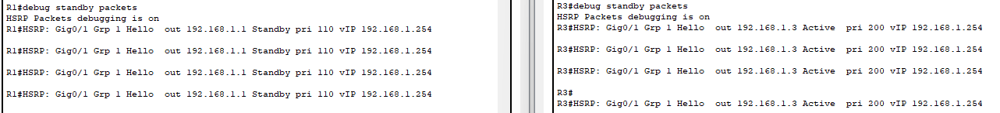 R1#debug standby packets
HSRP Packets debugging is on
R1#HSRP: Gig0/1 Grp 1 Hello  out 192.168.1.1 Standby pri 110 vIP 192.168.1.254
R1#HSRP: Gig0/1 Grp 1 Hello  out 192.168.1.1 Standby pri 110 vIP 192.168.1.254
R1#HSRP: Gig0/1 Grp 1 Hello  out 192.168.1.1 Standby pri 110 vIP 192.168.1.254
R1#HSRP: Gig0/1 Grp 1 Hello  out 192.168.1.1 Standby pri 110 vIP 192.168.1.254
R3#debug standby packets
HSRP Packets debugging is on
R3#HSRP: Gig0/1 Grp 1 Hello  out 192.168.1.3 Active  pri 200 vIP 192.168.1.254
R3#HSRP: Gig0/1 Grp 1 Hello  out 192.168.1.3 Active  pri 200 vIP 192.168.1.254
R3#HSRP: Gig0/1 Grp 1 Hello  out 192.168.1.3 Active  pri 200 vIP 192.168.1.254
R3#
R3#HSRP: Gig0/1 Grp 1 Hello  out 192.168.1.3 Active  pri 200 vIP 192.168.1.254